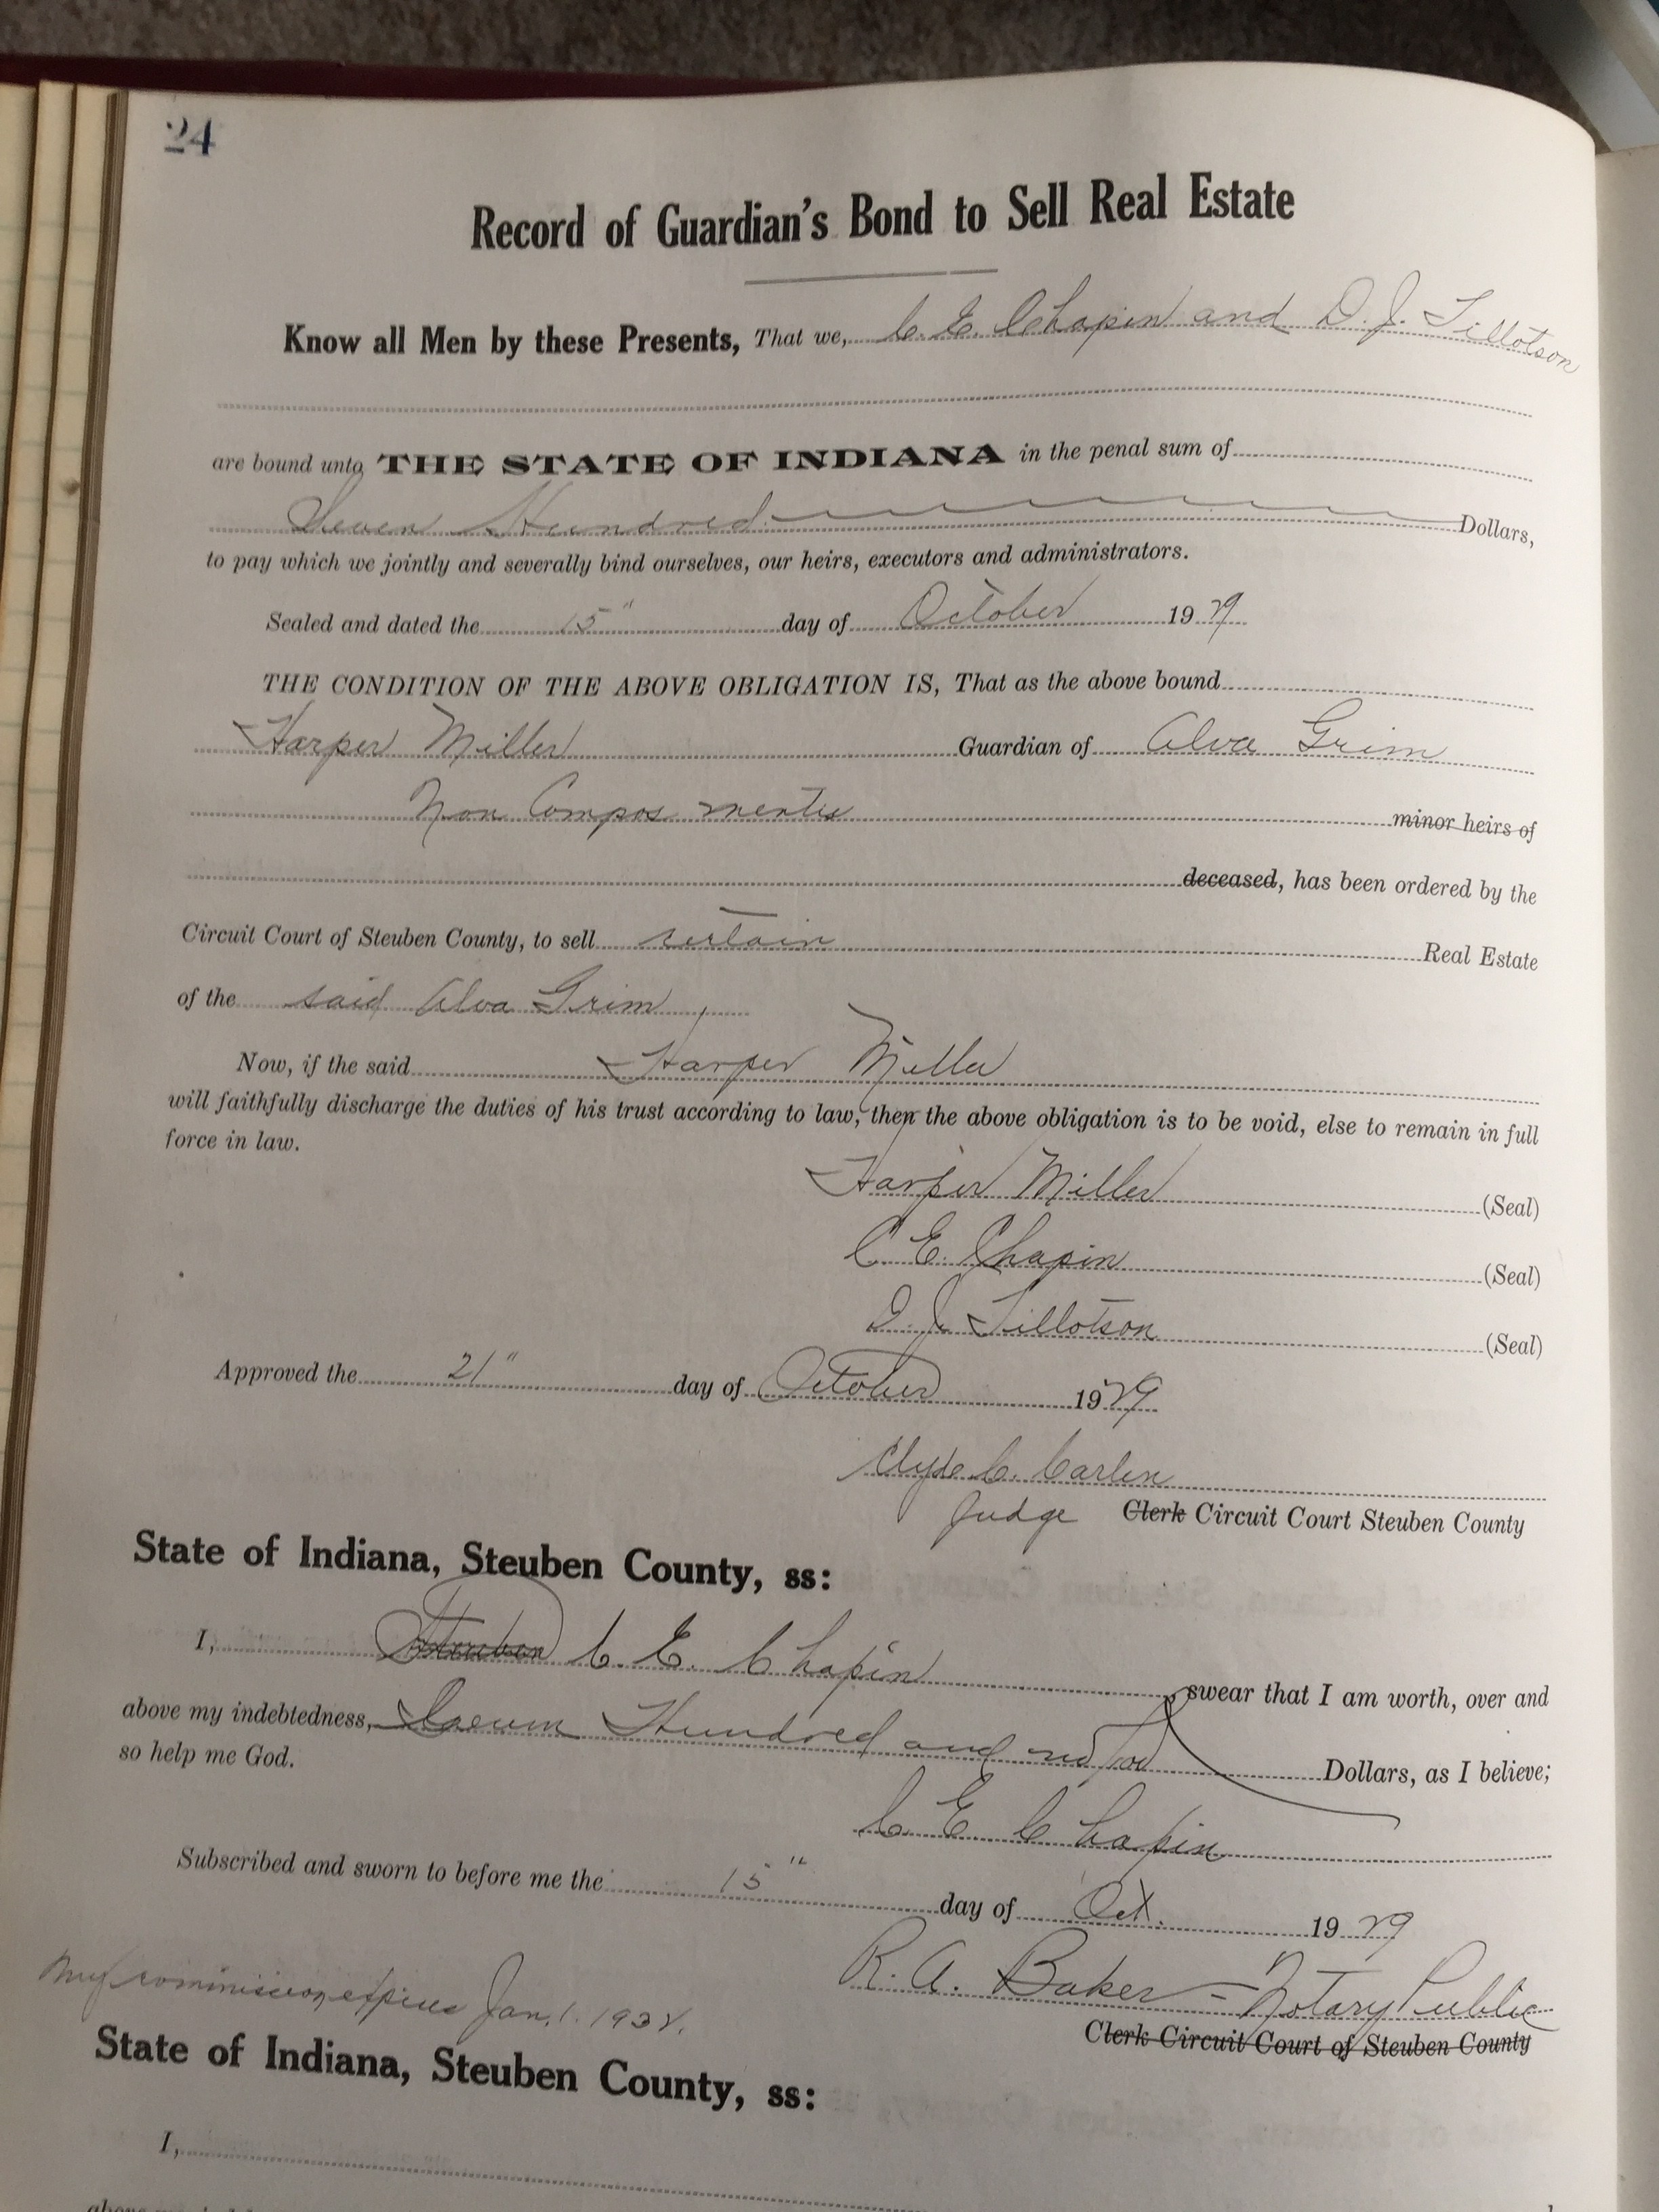 24
Record of Guardian's Bond to Sell Real Estate
Know all Men by these Presents, That we, C. E. Chapin and D. J. Tillotson
are bound unto THE STATE OF INDIANA in the penal sum of
Seven Hundred Dollars,
to pay which we jointly and severally bind ourselves, our heirs, executors and administrators.
Sealed and dated the 15" day of October 1929
THE CONDITION OF THE ABOVE OBLIGATION IS, That as the above bound
Harper Miller Guardian of Alva Grim
Non Compos mentis minor heirs of
deceased, has been ordered by the
Circuit Court of Steuben County, to sell certain Real Estate
of the said Alva Grim
Now, if the said Harper Miller
will faithfully discharge the duties of his trust according to law, then the above obligation is to be void, else to remain in full
force in law.
Harper Miller (Seal)
C. E. Chapin (Seal)
D. J. Tillotson (Seal)
Approved the 21" day of October 1929
Clyde C. Carlin
Judge Clerk Circuit Court Steuben County
State of Indiana, Steuben County, ss:
I, Steuben C. E. Chapin swear that I am worth, over and
above my indebtedness, Seven Hundred and no/100 Dollars, as I believe;
so help me God.
C. E. Chapin
Subscribed and sworn to before me the 15" day of Oct. 1929
R. A. Baker - Notary Public
My commission expires Jan. 1.
Clerk Circuit Court of Steuben County
State of Indiana, Steuben County, ss:
I,